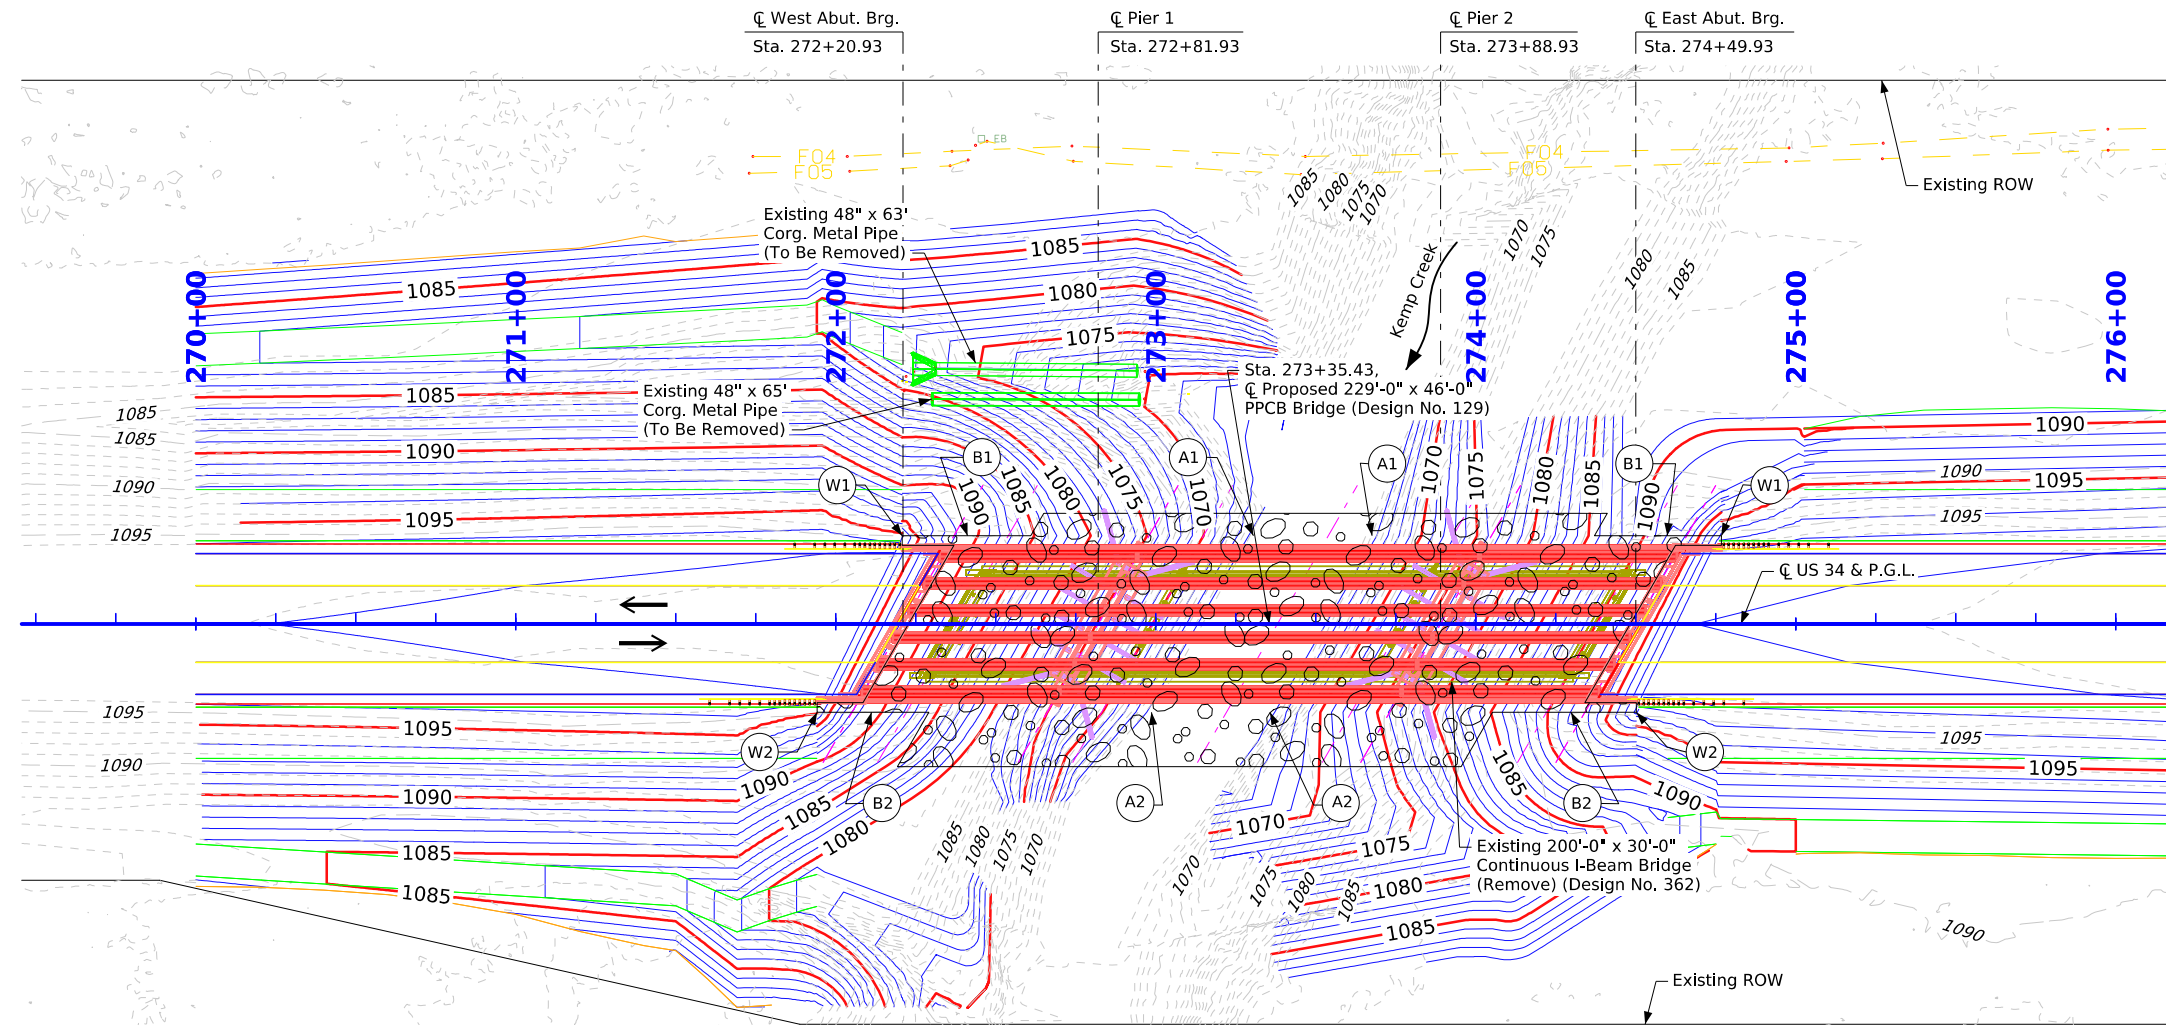 ℄ West Abut. Brg.
Sta. 272+20.93
℄ Pier 1
Sta. 272+81.93
℄ Pier 2
Sta. 273+88.93
℄ East Abut. Brg.
Sta. 274+49.93
EB
FO4
FO5
FO4
FO5
Existing ROW
1085
1080
1075
1070
1070
1075
1080
1085
Existing 48" x 63'
Corg. Metal Pipe
(To Be Removed)
1085
1085
1080
1075
Kemp Creek
270+00
271+00
272+00
273+00
274+00
275+00
276+00
Sta. 273+35.43,
℄ Proposed 229'-0" x 46'-0"
PPCB Bridge (Design No. 129)
Existing 48" x 65'
Corg. Metal Pipe
(To Be Removed)
1085
1085
1085
1090
1090
1095
1095
1090
1090
1095
1095
W1
B1
A1
A1
B1
W1
1090
1085
1080
1075
1070
1070
1075
1080
1085
1090
℄ US 34 & P.G.L.
1095
1095
1090
1090
1085
1085
W2
B2
A2
A2
B2
W2
1090
1085
1080
1085
1080
1075
1070
1070
1075
1080
1085
1070
1075
1080
1085
1085
1090
1095
1095
1090
Existing 200'-0" x 30'-0"
Continuous I-Beam Bridge
(Remove) (Design No. 362)
Existing ROW